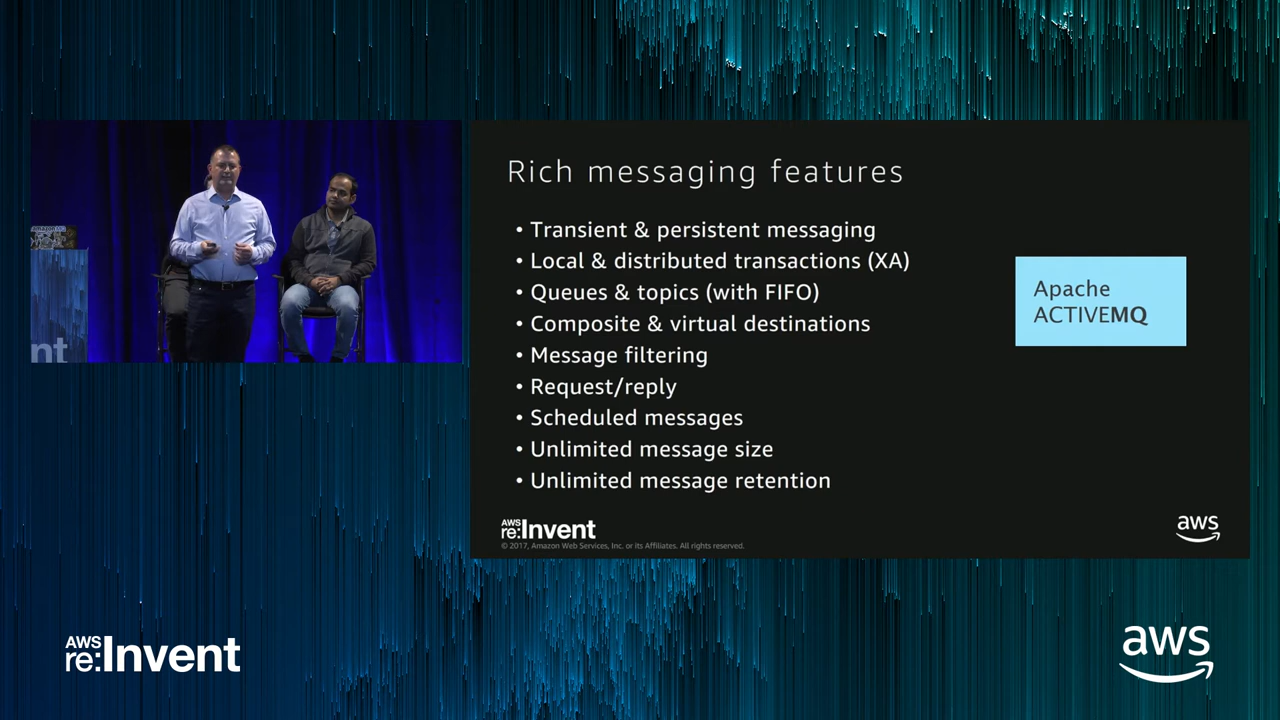 Rich messaging features
• Transient & persistent messaging
• Local & distributed transactions (XA)
• Queues & topics (with FIFO)
• Composite & virtual destinations
• Message filtering
• Request/reply
• Scheduled messages
• Unlimited message size
• Unlimited message retention
Apache
ACTIVEMQ
AWS
re:Invent
© 2017, Amazon Web Services, Inc. or its Affiliates. All rights reserved.
aws
nt
AWS
re:Invent
aws